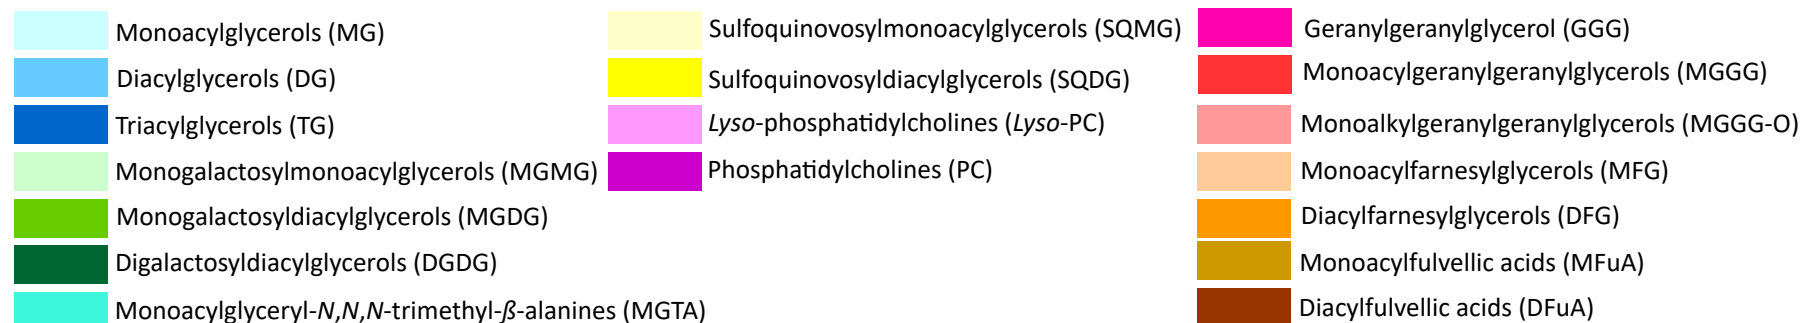 Monoacylglycerols (MG)
Diacylglycerols (DG)
Triacylglycerols (TG)
Monogalactosylmonoacylglycerols (MGMG)
Monogalactosyldiacylglycerols (MGDG)
Digalactosyldiacylglycerols (DGDG)
Monoacylglyceryl-N,N,N-trimethyl-ß-alanines (MGTA)
Sulfoquinovosylmonoacylglycerols (SQMG)
Sulfoquinovosyldiacylglycerols (SQDG)
Lyso-phosphatidylcholines (Lyso-PC)
Phosphatidylcholines (PC)
Geranylgeranylglycerol (GGG)
Monoacylgeranylgeranylglycerols (MGGG)
Monoalkylgeranylgeranylglycerols (MGGG-O)
Monoacylfarnesylglycerols (MFG)
Diacylfarnesylglycerols (DFG)
Monoacylfulvellic acids (MFuA)
Diacylfulvellic acids (DFuA)